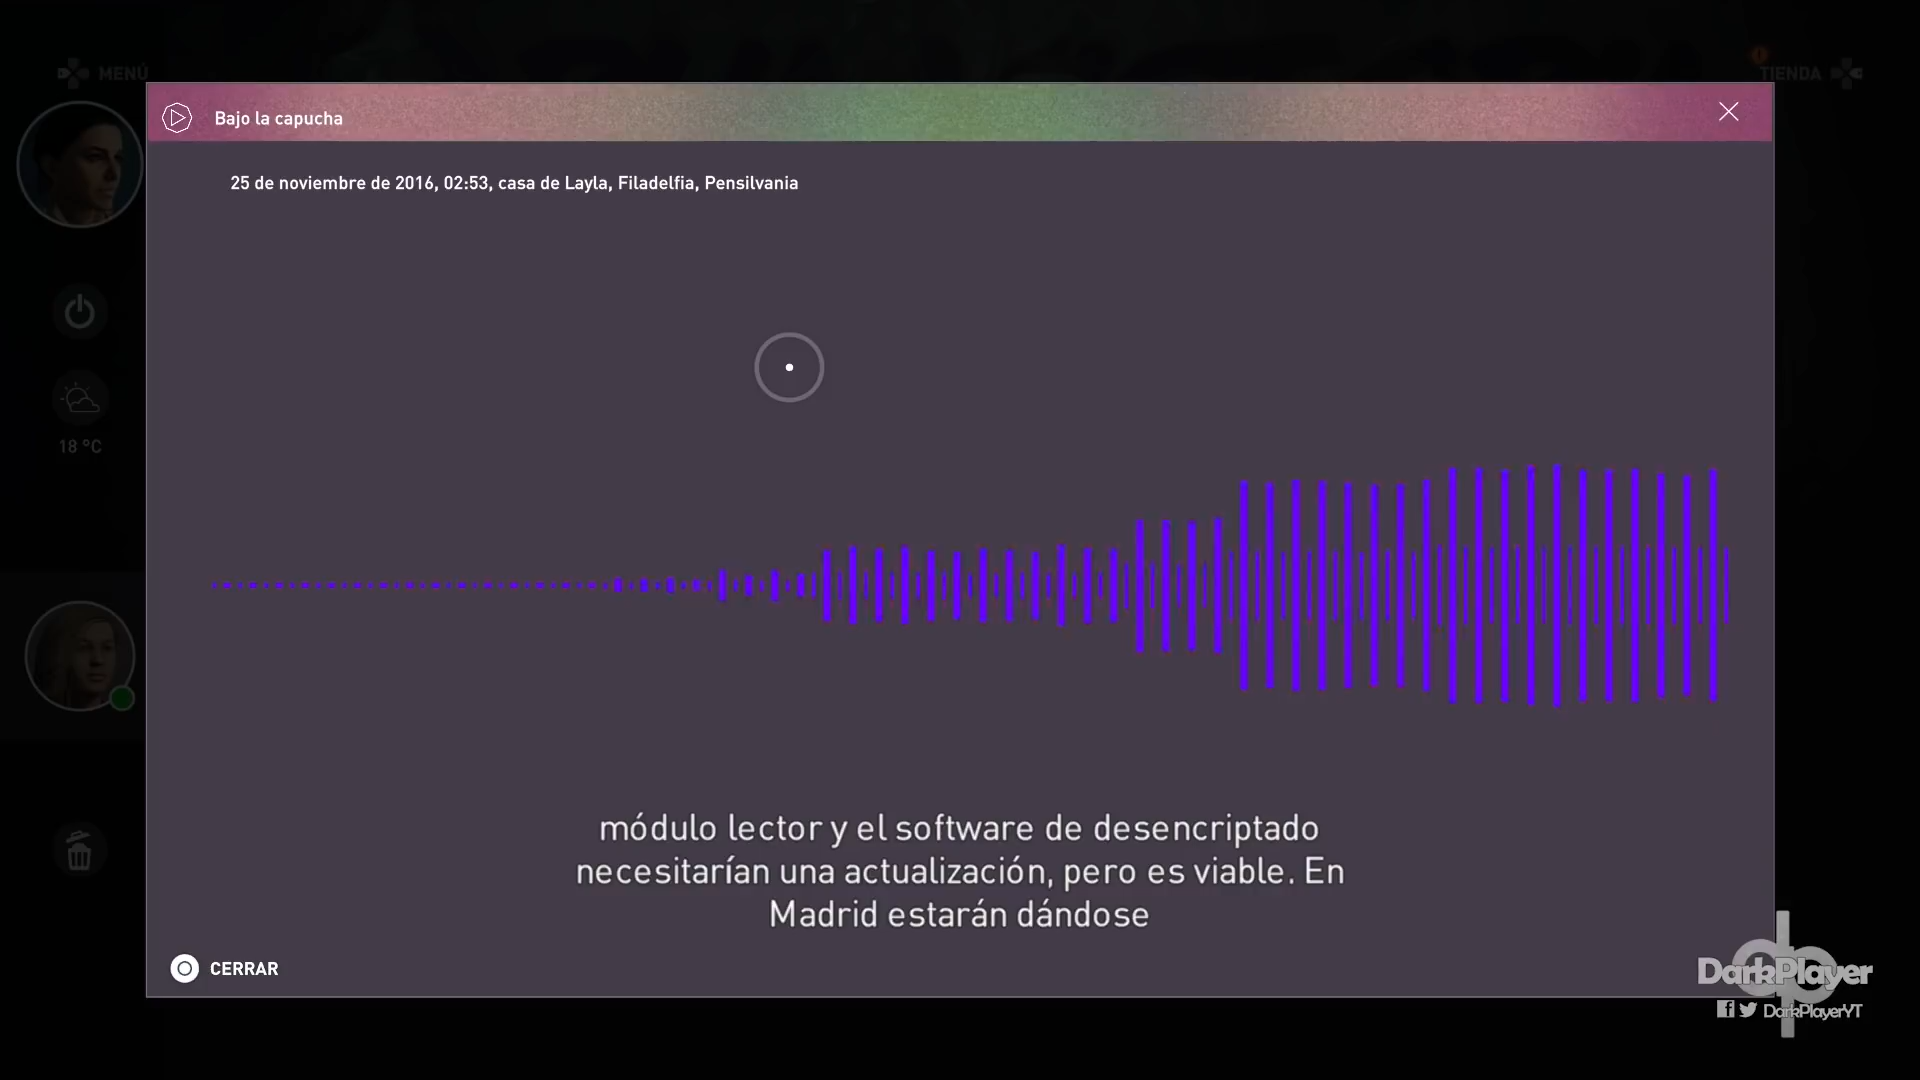 MENÚ
TIENDA
Bajo la capucha
25 de noviembre de 2016, 02:53, casa de Layla, Filadelfia, Pensilvania
18 °C
módulo lector y el software de desencriptado
necesitarían una actualización, pero es viable. En
Madrid estarán dándose
CERRAR
DarkPlayer
DarkPlayerYT